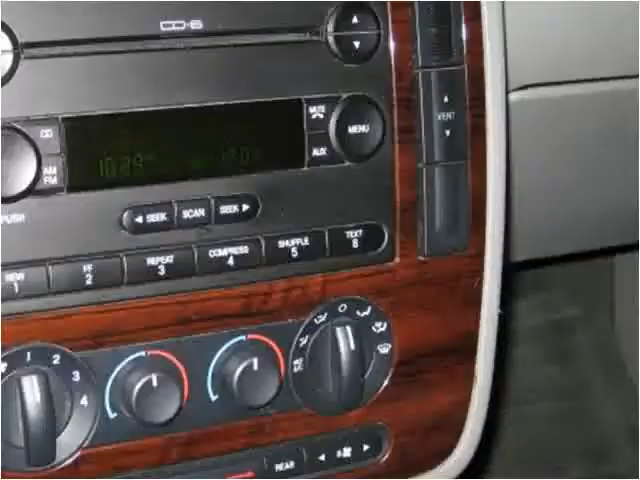 CD-6
MUTE
MENU
VENT
CD
AUX
AM
FM
PUSH
SEEK SCAN SEEK
REW FF REPEAT COMPRESS SHUFFLE TEXT
1 2 3 4 5 6
1 2 3 4
REAR